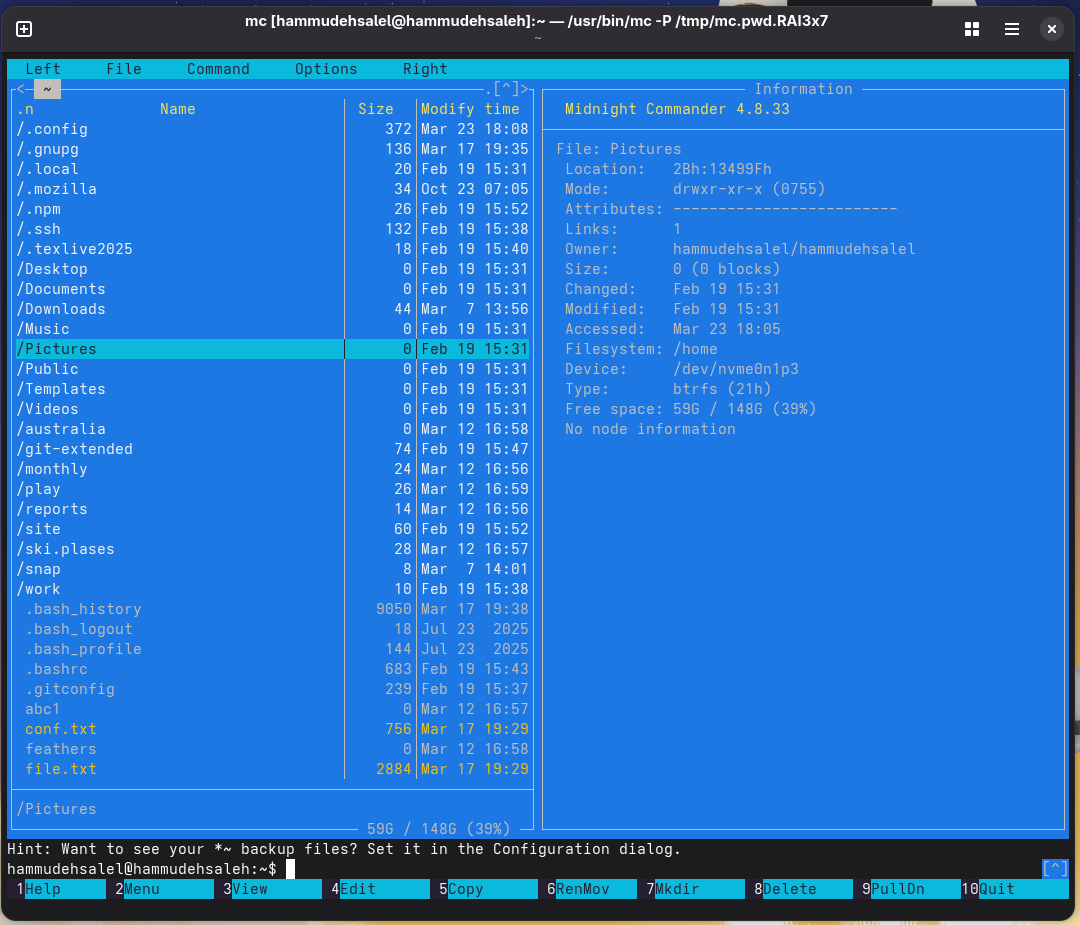 mc [hammudehsalel@hammudehsaleh]:~ — /usr/bin/mc -P /tmp/mc.pwd.RAI3x7
~
Left File Command Options Right
<─ ~ ─.[^]>
Information
.n Name Size Modify time
Midnight Commander 4.8.33
/.config 372 Mar 23 18:08
/.gnupg 136 Mar 17 19:35
/.local 20 Feb 19 15:31
/.mozilla 34 Oct 23 07:05
/.npm 26 Feb 19 15:52
/.ssh 132 Feb 19 15:38
/.texlive2025 18 Feb 19 15:40
/Desktop 0 Feb 19 15:31
/Documents 0 Feb 19 15:31
/Downloads 44 Mar 7 13:56
/Music 0 Feb 19 15:31
/Pictures 0 Feb 19 15:31
/Public 0 Feb 19 15:31
/Templates 0 Feb 19 15:31
/Videos 0 Feb 19 15:31
/australia 0 Mar 12 16:58
/git-extended 74 Feb 19 15:47
/monthly 24 Mar 12 16:56
/play 26 Mar 12 16:59
/reports 14 Mar 12 16:56
/site 60 Feb 19 15:52
/ski.plases 28 Mar 12 16:57
/snap 8 Mar 7 14:01
/work 10 Feb 19 15:38
.bash_history 9050 Mar 17 19:38
.bash_logout 18 Jul 23 2025
.bash_profile 144 Jul 23 2025
.bashrc 683 Feb 19 15:43
.gitconfig 239 Feb 19 15:37
abc1 0 Mar 12 16:57
conf.txt 756 Mar 17 19:29
feathers 0 Mar 12 16:58
file.txt 2884 Mar 17 19:29
/Pictures
59G / 148G (39%)
File: Pictures
Location: 2Bh:13499Fh
Mode: drwxr-xr-x (0755)
Attributes: -------------------------
Links: 1
Owner: hammudehsalel/hammudehsalel
Size: 0 (0 blocks)
Changed: Feb 19 15:31
Modified: Feb 19 15:31
Accessed: Mar 23 18:05
Filesystem: /home
Device: /dev/nvme0n1p3
Type: btrfs (21h)
Free space: 59G / 148G (39%)
No node information
Hint: Want to see your *~ backup files? Set it in the Configuration dialog.
hammudehsalel@hammudehsaleh:~$ [^]
1Help 2Menu 3View 4Edit 5Copy 6RenMov 7Mkdir 8Delete 9PullDn 10Quit